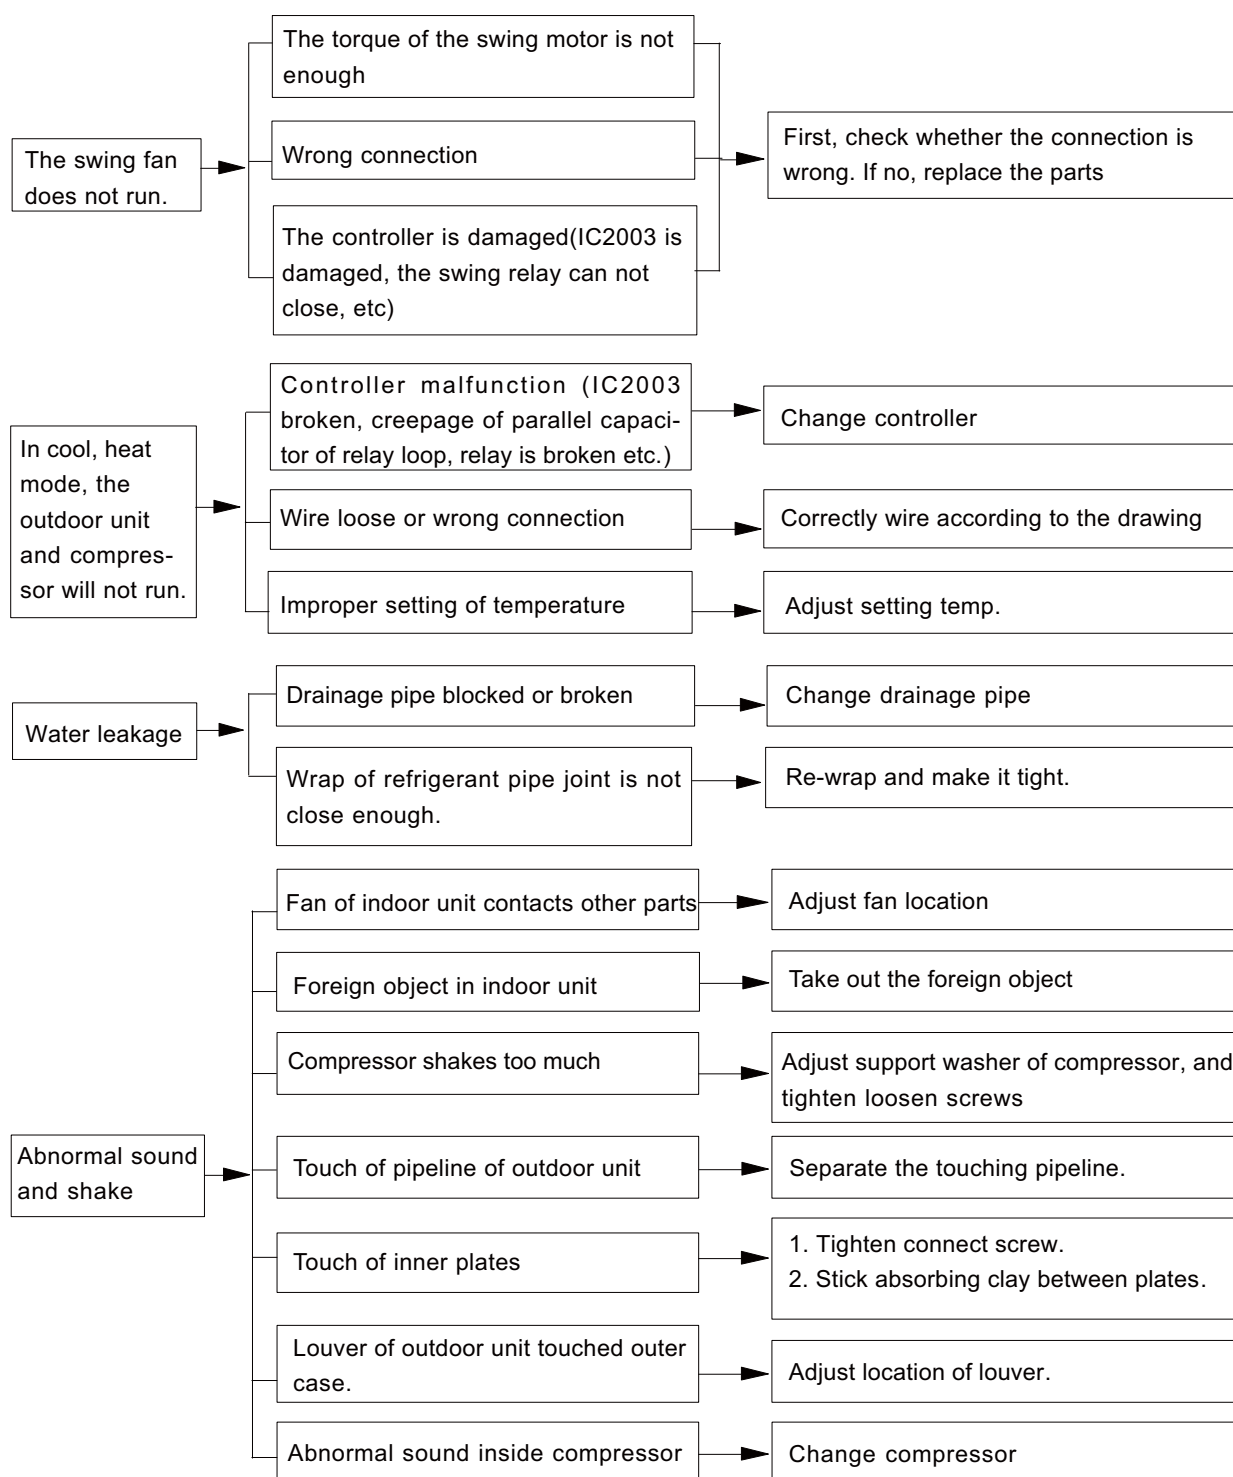 The swing fan
does not run.
The torque of the swing motor is not
enough
Wrong connection
The controller is damaged(IC2003 is
damaged, the swing relay can not
close, etc)
First, check whether the connection is
wrong. If no, replace the parts
In cool, heat
mode, the
outdoor unit
and compres-
sor will not run.
Controller malfunction (IC2003
broken, creepage of parallel capaci-
tor of relay loop, relay is broken etc.)
Change controller
Wire loose or wrong connection
Correctly wire according to the drawing
Improper setting of temperature
Adjust setting temp.
Water leakage
Drainage pipe blocked or broken
Change drainage pipe
Wrap of refrigerant pipe joint is not
close enough.
Re-wrap and make it tight.
Abnormal sound
and shake
Fan of indoor unit contacts other parts
Adjust fan location
Foreign object in indoor unit
Take out the foreign object
Compressor shakes too much
Adjust support washer of compressor, and
tighten loosen screws
Touch of pipeline of outdoor unit
Separate the touching pipeline.
Touch of inner plates
1. Tighten connect screw.
2. Stick absorbing clay between plates.
Louver of outdoor unit touched outer
case.
Adjust location of louver.
Abnormal sound inside compressor
Change compressor